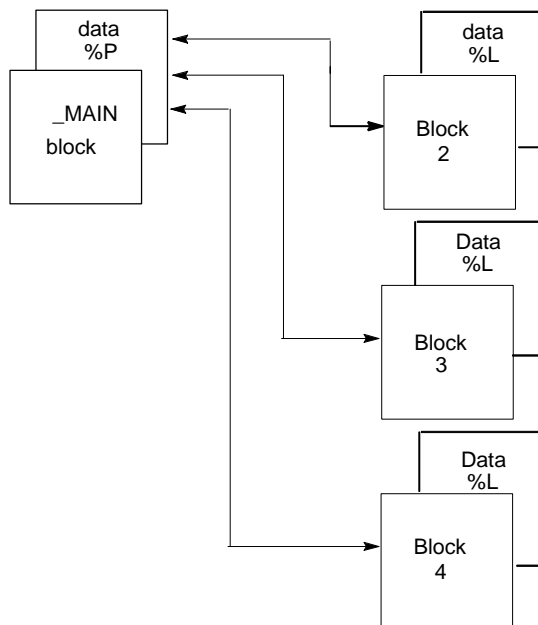 data
%P
_MAIN
block
data
%L
Block
2
Data
%L
Block
3
Data
%L
Block
4